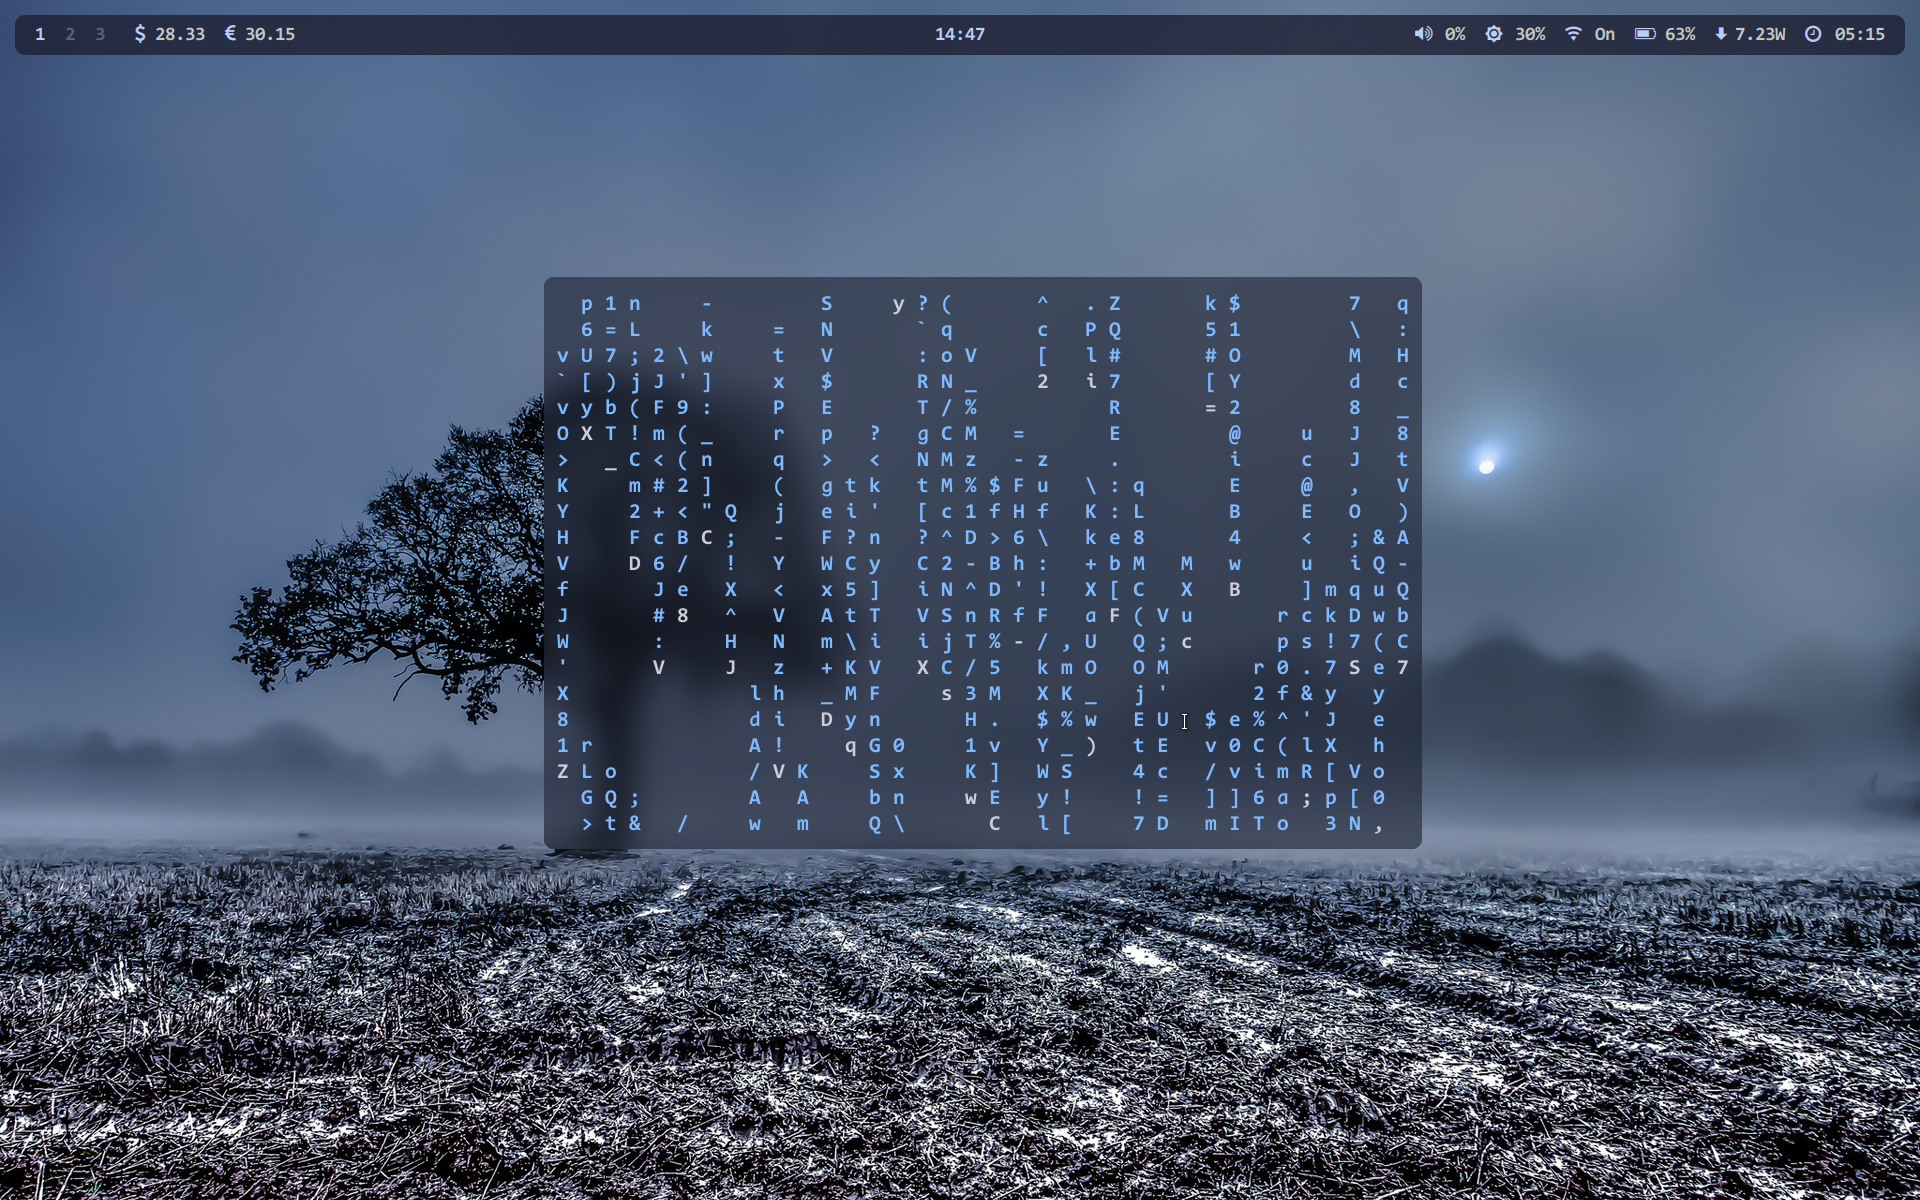 1 2 3 $ 28.33 € 30.15 14:47 0% 30% On 63% 7.23W 05:15
p 1 n - S y ? ( ^ . Z k $ 7 q
6 = L k = N ` q c P Q 5 1 \ :
v U 7 ; 2 \ w t V : o V [ l # # O M H
` [ ) j J ' ] x $ R N _ 2 i 7 [ Y d c
v y b ( F 9 : P E T / % R = 2 8 _
O X T ! m ( _ r p ? g C M = E @ u J 8
> _ C < ( n q > < N M z - z . i c J t
K m # 2 ] ( g t k t M % $ F u \ : q E @ , V
Y 2 + < " Q j e i ' [ c 1 f H f K : L B E O )
H F c B C ; - F ? n ? ^ D > 6 \ k e 8 4 < ; & A
V D 6 / ! Y W C y C 2 - B h : + b M M w u i Q -
f J e X < x 5 ] i N ^ D ' ! X [ C X B ] m q u Q
J # 8 ^ V A t T V S n R f F a F ( V u r c k D w b
W : H N m \ i i j T % - / , U Q ; c p s ! 7 ( C
' V J z + K V X C / 5 k m O O M r 0 . 7 S e 7
X l h _ M F s 3 M X K _ j ' 2 f & y y
8 d i D y n H . $ % w E U $ e % ^ ' J e
1 r A ! q G 0 1 v Y _ ) t E v 0 C ( l X h
Z L o / V K S x K ] W S 4 c / v i m R [ V o
G Q ; A A b n w E y ! ! = ] ] 6 a ; p [ 0
> t & / w m Q \ C l [ 7 D m I T o 3 N ,